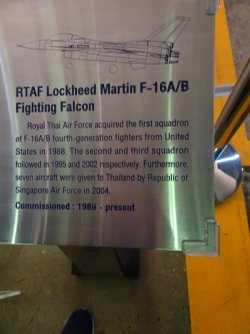 RTAF Lockheed Martin F-16A/B
Fighting Falcon
Royal Thai Air Force acquired the first squadron
of F-16A/B fourth-generation fighters from United
States in 1988. The second and third squadron
followed in 1995 and 2002 respectively. Furthermore,
seven aircraft were given to Thailand by Republic of
Singapore Air Force in 2004.
Commissioned : 1988 - present